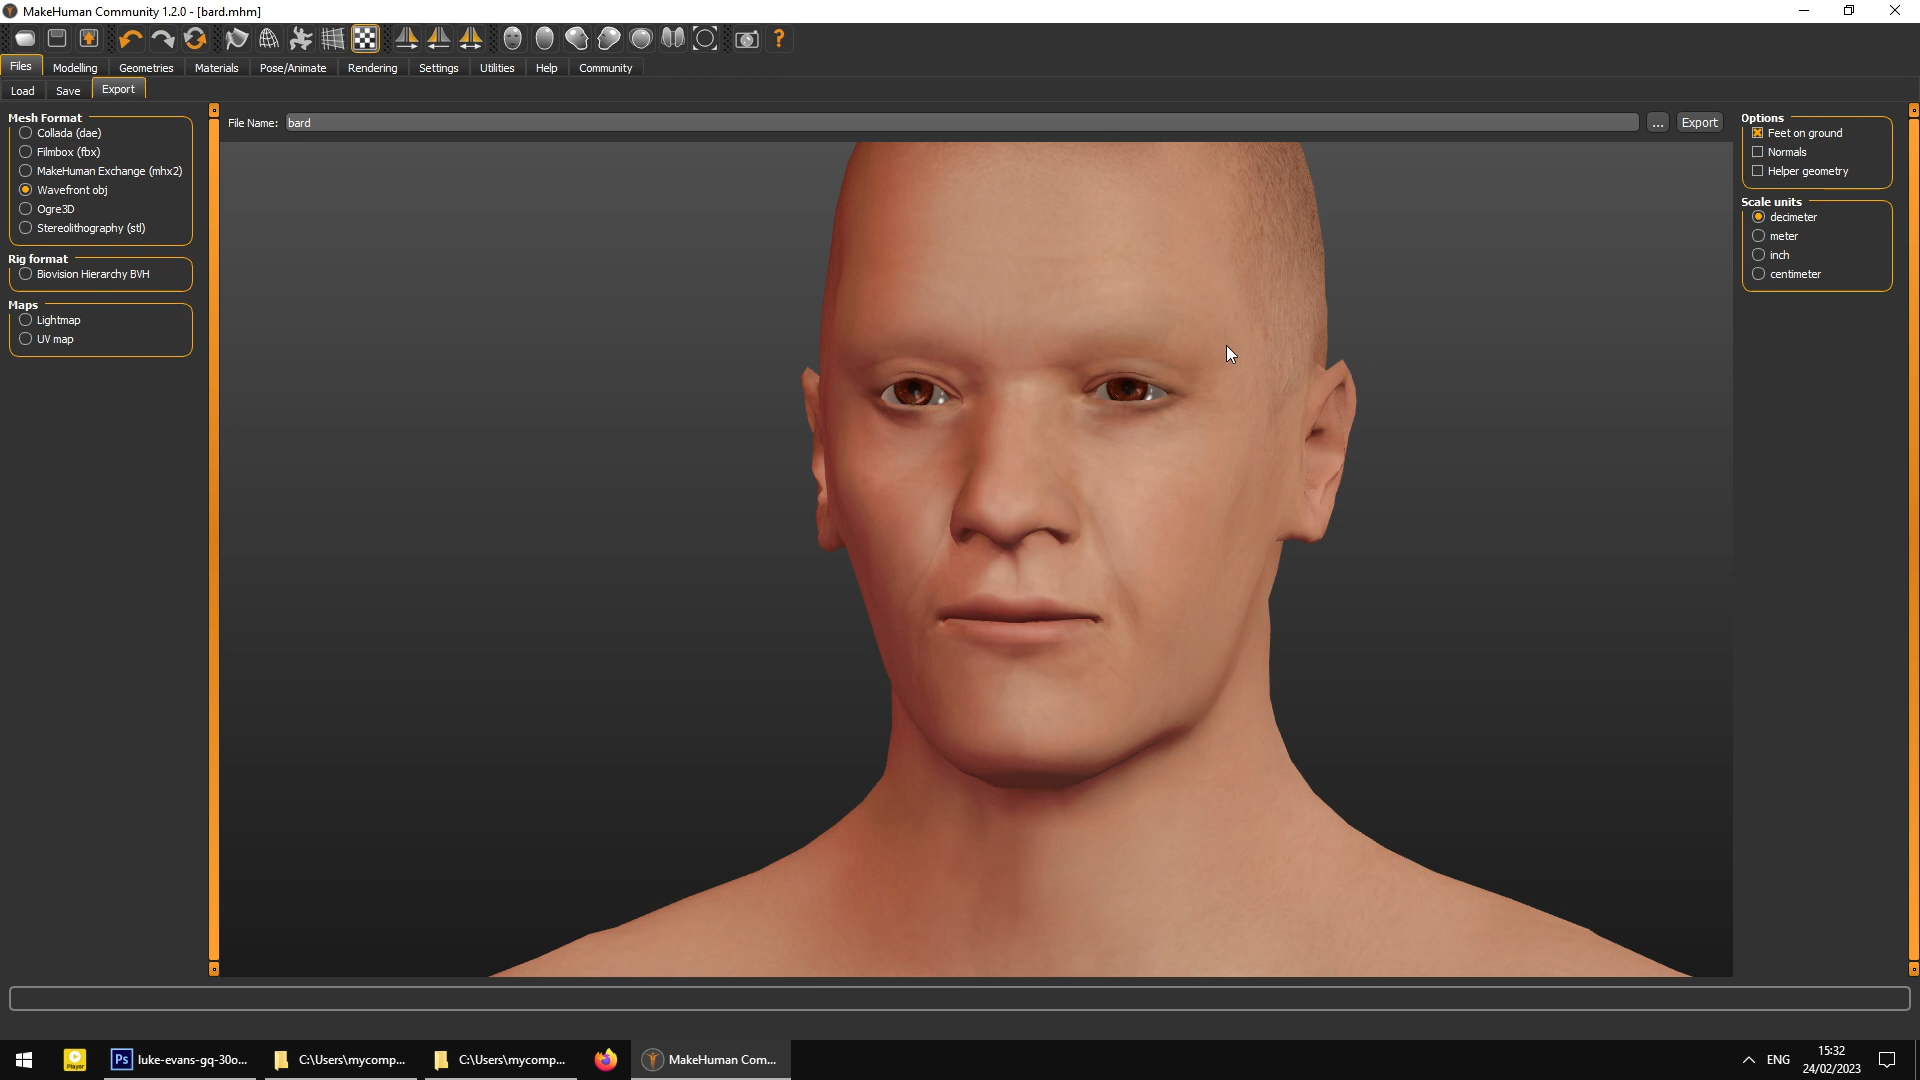 MakeHuman Community 1.2.0 - [bard.mhm]
Files Modelling Geometries Materials Pose/Animate Rendering Settings Utilities Help Community
Load Save Export
Mesh Format
Collada (dae)
Filmbox (fbx)
MakeHuman Exchange (mhx2)
Wavefront obj
Ogre3D
Stereolithography (stl)
Rig format
Biovision Hierarchy BVH
Maps
Lightmap
UV map
File Name: bard ... Export
Options
Feet on ground
Normals
Helper geometry
Scale units
decimeter
meter
inch
centimeter
Player
Ps luke-evans-gq-30o...
C:\Users\mycomp...
C:\Users\mycomp...
MakeHuman Com...
ENG
15:32
24/02/2023